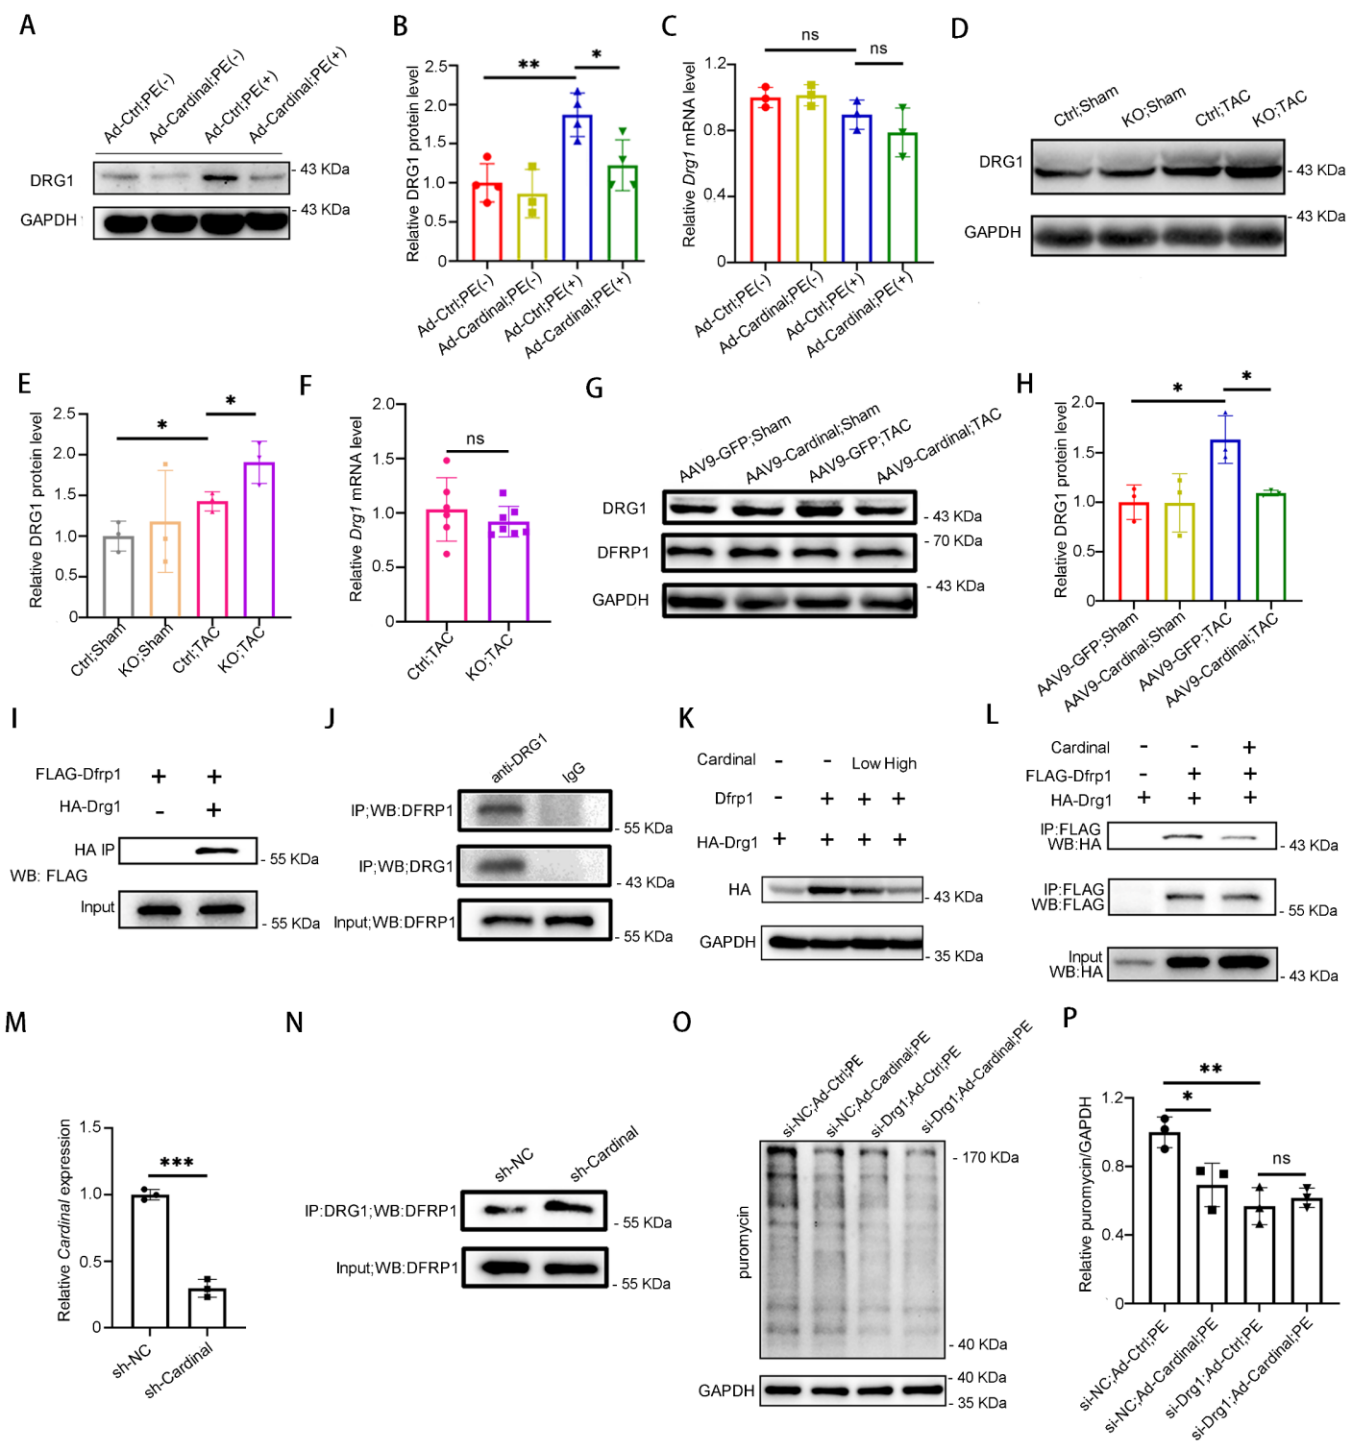 A
Ad-Ctrl;PE(-)
Ad-Cardinal;PE(-)
Ad-Ctrl;PE(+)
Ad-Cardinal;PE(+)
DRG1
- 43 KDa
GAPDH
- 43 KDa
B
Relative DRG1 protein level
2.5
2.0
1.5
1.0
0.5
0
**
*
Ad-Ctrl;PE(-)
Ad-Cardinal;PE(-)
Ad-Ctrl;PE(+)
Ad-Cardinal;PE(+)
C
Relative Drg1 mRNA level
1.2
0.8
0.4
0
ns
ns
Ad-Ctrl;PE(-)
Ad-Cardinal;PE(-)
Ad-Ctrl;PE(+)
Ad-Cardinal;PE(+)
D
Ctrl;Sham
KO;Sham
Ctrl;TAC
KO;TAC
DRG1
- 43 KDa
- 43 KDa
GAPDH
E
Relative DRG1 protein level
2.5
2.0
1.5
1.0
0.5
0
*
*
Ctrl;Sham
KO;Sham
Ctrl;TAC
KO;TAC
F
Relative Drg1 mRNA level
2.0
1.5
1.0
0.5
0.0
ns
Ctrl;TAC
KO;TAC
G
AAV9-GFP;Sham
AAV9-Cardinal;Sham
AAV9-GFP;TAC
AAV9-Cardinal;TAC
DRG1
- 43 KDa
- 70 KDa
DFRP1
- 43 KDa
GAPDH
H
Relative DRG1 protein level
2.0
1.5
1.0
0.5
0
*
*
AAV9-GFP;Sham
AAV9-Cardinal;Sham
AAV9-GFP;TAC
AAV9-Cardinal;TAC
I
FLAG-Dfrp1 + +
HA-Drg1 - +
HA IP
- 55 KDa
WB: FLAG
Input
- 55 KDa
J
anti-DRG1
IgG
IP;WB:DFRP1
- 55 KDa
IP;WB;DRG1
- 43 KDa
Input;WB:DFRP1
- 55 KDa
K
Cardinal - - Low High
Dfrp1 - + + +
HA-Drg1 + + + +
HA
- 43 KDa
GAPDH
- 35 KDa
L
Cardinal - - +
FLAG-Dfrp1 - + +
HA-Drg1 + + +
IP:FLAG
WB:HA
- 43 KDa
IP:FLAG
WB:FLAG
- 55 KDa
Input
WB:HA
- 43 KDa
M
Relative Cardinal expression
1.5
1.0
0.5
0
***
sh-NC
sh-Cardinal
N
sh-NC
sh-Cardinal
IP:DRG1;WB:DFRP1
- 55 KDa
Input;WB:DFRP1
- 55 KDa
O
si-NC;Ad-Ctrl;PE
si-NC;Ad-Cardinal;PE
si-Drg1;Ad-Ctrl;PE
si-Drg1;Ad-Cardinal;PE
puromycin
- 170 KDa
- 40 KDa
GAPDH
- 40 KDa
- 35 KDa
P
Relative puromycin/GAPDH
1.2
0.8
0.4
0
**
*
ns
si-NC;Ad-Ctrl;PE
si-NC;Ad-Cardinal;PE
si-Drg1;Ad-Ctrl;PE
si-Drg1;Ad-Cardinal;PE